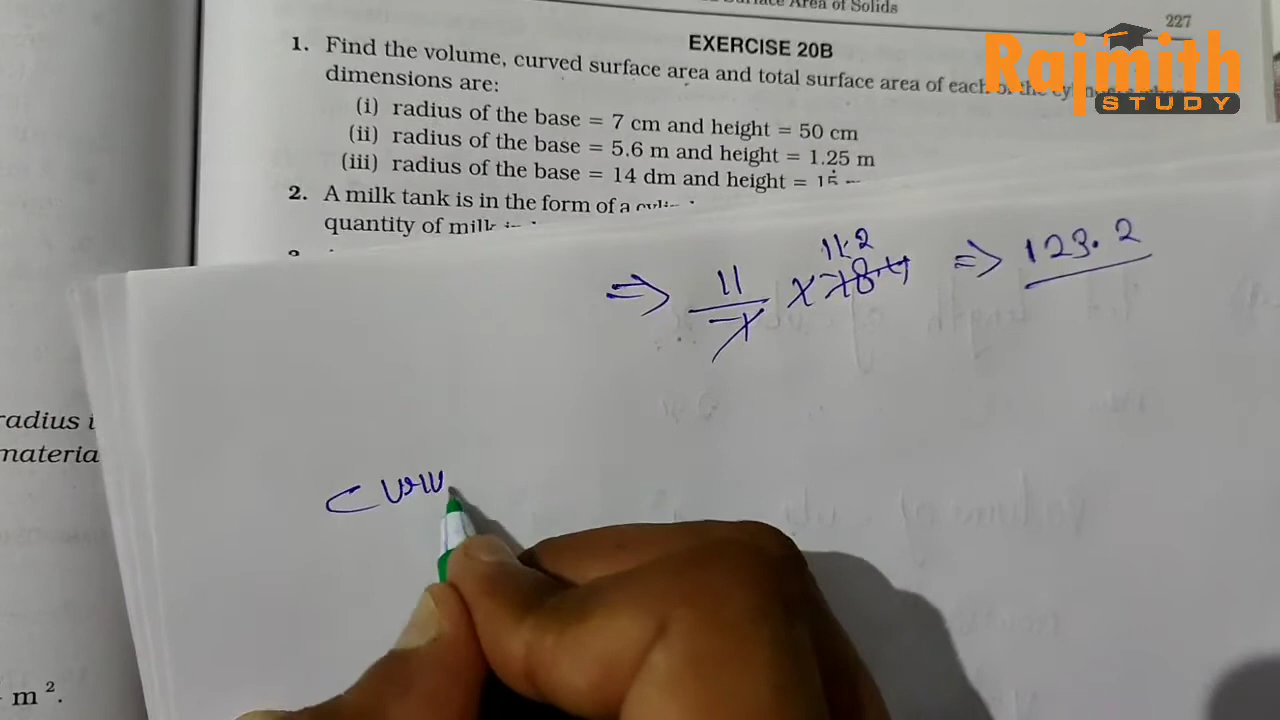 Surface Area of Solids
227
EXERCISE 20B
1. Find the volume, curved surface area and total surface area of each of the
dimensions are:
(i) radius of the base = 7 cm and height = 50 cm
(ii) radius of the base = 5.6 m and height = 1.25 m
(iii) radius of the base = 14 dm and height = 15
2. A milk tank is in the form of a
quantity of milk
Rajmith
STUDY
⇒ 11/7 × 78.4 11.2 ⇒ 123.2
Curv
radius i
materia
m².